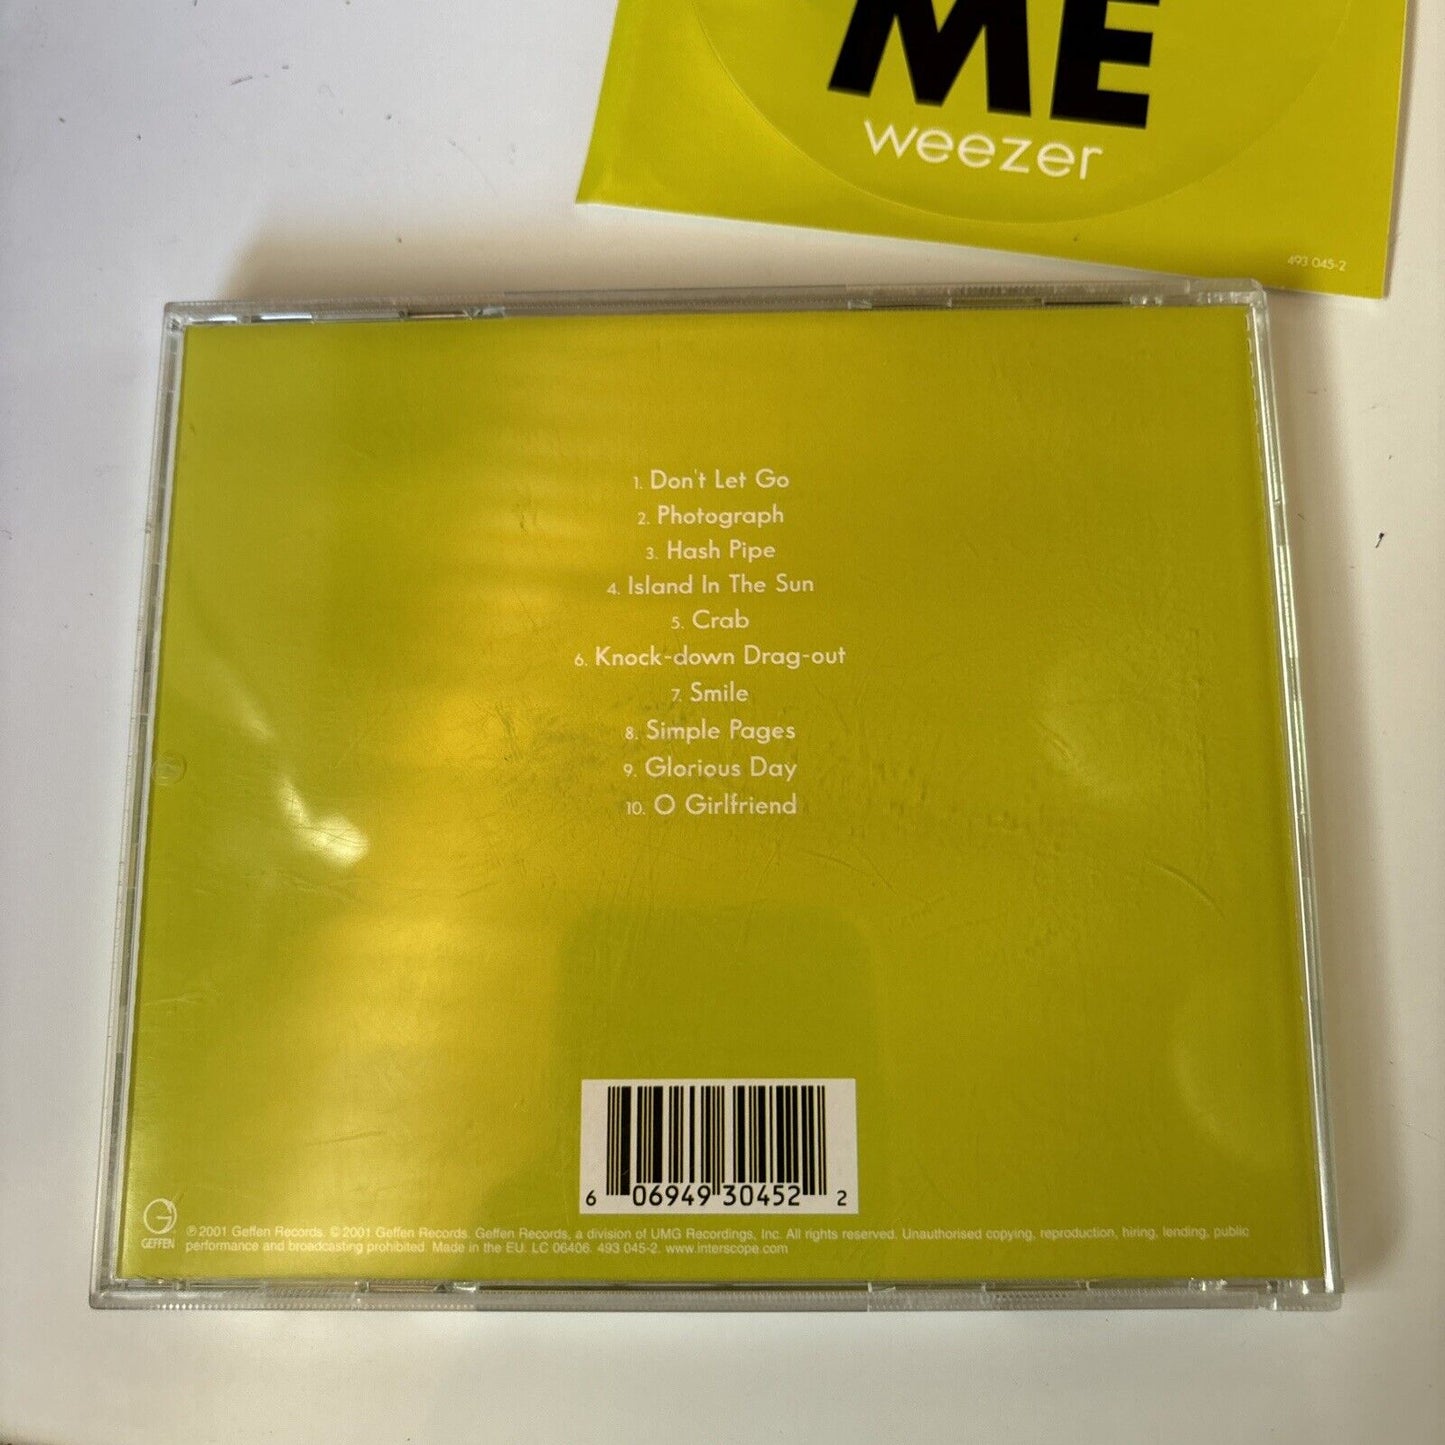 ME
weezer
493 045-2
1. Don't Let Go
2. Photograph
3. Hash Pipe
4. Island In The Sun
5. Crab
6. Knock-down Drag-out
7. Smile
8. Simple Pages
9. Glorious Day
10. O Girlfriend
6 06949 30452 2
GEFFEN
℗ 2001 Geffen Records. © 2001 Geffen Records. Geffen Records, a division of UMG Recordings, Inc. All rights reserved. Unauthorised copying, reproduction, hiring, lending, public
performance and broadcasting prohibited. Made in the EU. LC 06406. 493 045-2. www.interscope.com